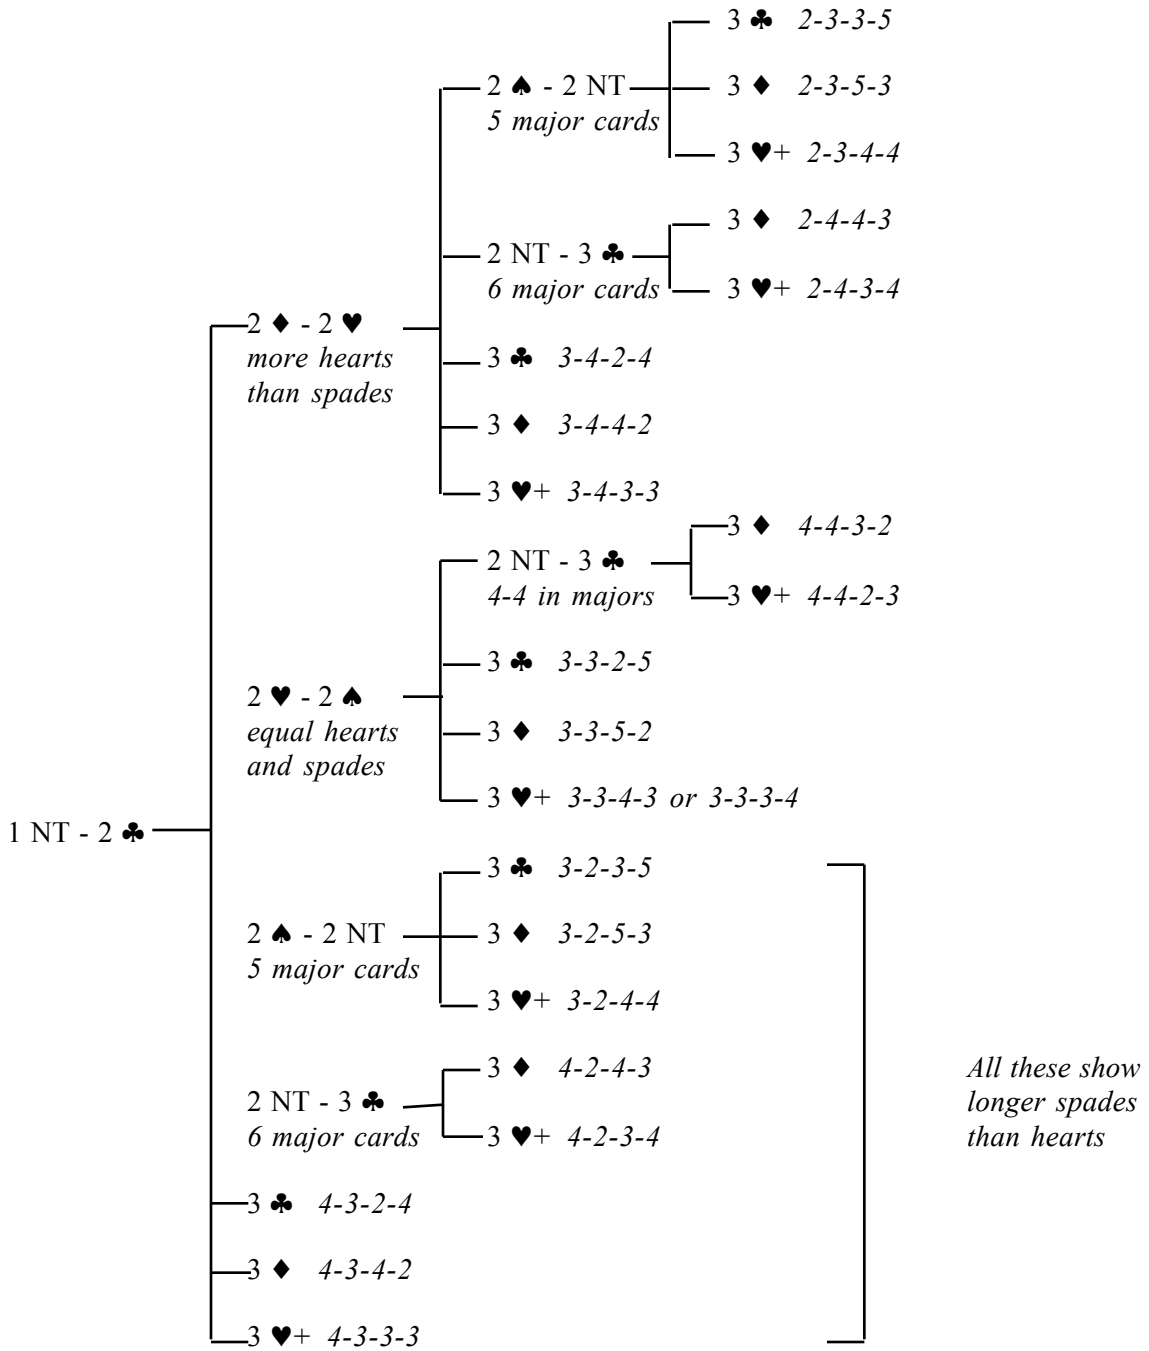 3 ♣ 2-3-3-5
2 ♠ - 2 NT
3 ♦ 2-3-5-3
5 major cards
3 ♥+ 2-3-4-4
3 ♦ 2-4-4-3
2 NT - 3 ♣
6 major cards
3 ♥+ 2-4-3-4
2 ♦ - 2 ♥
more hearts
than spades
3 ♣ 3-4-2-4
3 ♦ 3-4-4-2
3 ♥+ 3-4-3-3
3 ♦ 4-4-3-2
2 NT - 3 ♣
4-4 in majors
3 ♥+ 4-4-2-3
3 ♣ 3-3-2-5
2 ♥ - 2 ♠
equal hearts
and spades
3 ♦ 3-3-5-2
3 ♥+ 3-3-4-3 or 3-3-3-4
1 NT - 2 ♣
3 ♣ 3-2-3-5
2 ♠ - 2 NT
5 major cards
3 ♦ 3-2-5-3
3 ♥+ 3-2-4-4
3 ♦ 4-2-4-3
2 NT - 3 ♣
6 major cards
3 ♥+ 4-2-3-4
All these show
longer spades
than hearts
3 ♣ 4-3-2-4
3 ♦ 4-3-4-2
3 ♥+ 4-3-3-3